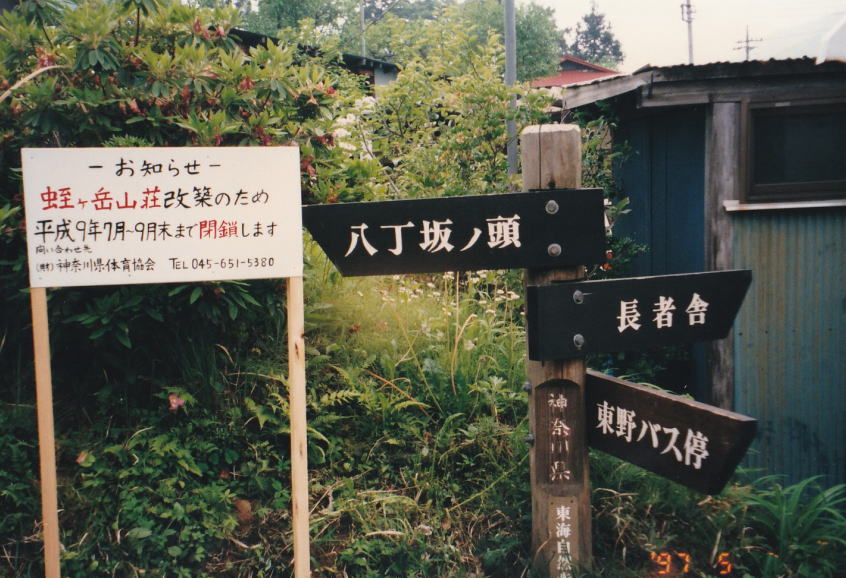 －お知らせ－
蛭ヶ岳山荘改築のため
平成9年7月~9月末まで閉鎖します
問い合わせ先
(財)神奈川県体育協会 TEL 045-651-5380
八丁坂ノ頭
長者舎
東野バス停
神奈川県
東海自然
'97 5